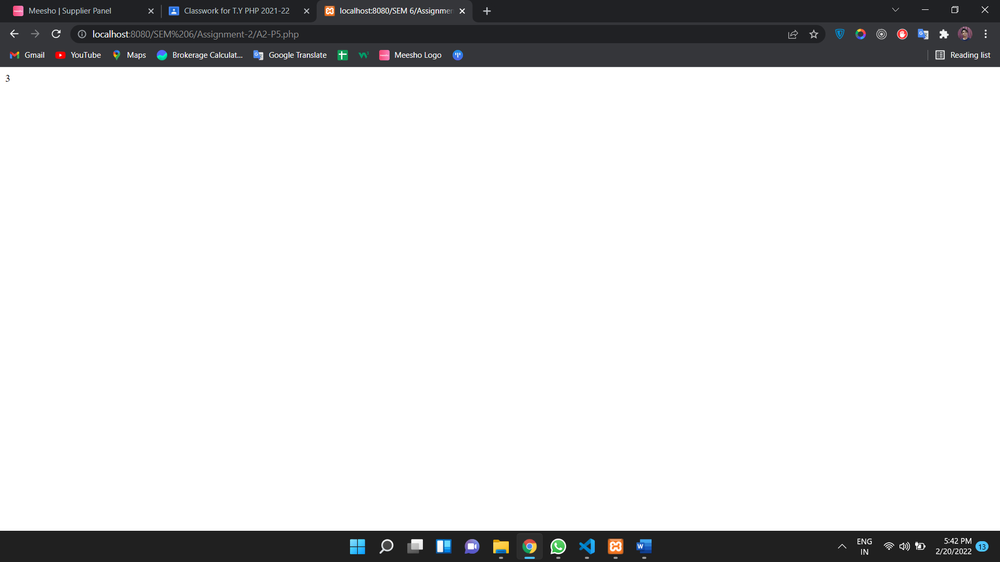 Meesho | Supplier Panel
Classwork for T.Y PHP 2021-22
localhost:8080/SEM 6/Assignmen
localhost:8080/SEM%206/Assignment-2/A2-P5.php
Gmail
YouTube
Maps
Brokerage Calculat...
Google Translate
Meesho Logo
Reading list
3
ENG
IN
5:42 PM
2/20/2022
13